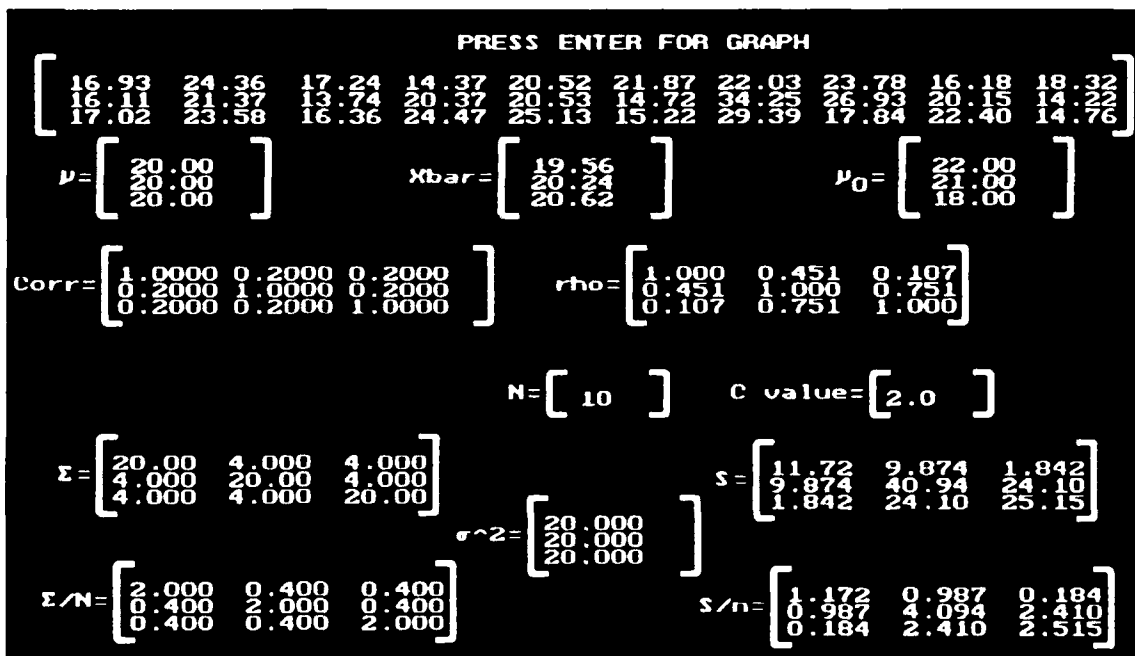 PRESS ENTER FOR GRAPH
16.93 24.36 17.24 14.37 20.52 21.87 22.03 23.78 16.18 18.32
16.11 21.37 13.74 20.37 20.53 14.72 34.25 26.93 20.15 14.22
17.02 23.58 16.36 24.47 25.13 15.22 29.39 17.84 22.40 14.76
20.00 19.56 22.00
μ= 20.00 Xbar= 20.24 μ0= 21.00
20.00 20.62 18.00
1.0000 0.2000 0.2000 1.000 0.451 0.107
Corr= 0.2000 1.0000 0.2000 rho= 0.451 1.000 0.751
0.2000 0.2000 1.0000 0.107 0.751 1.000
N=[ 10 ] C value=[2.0 ]
20.00 4.000 4.000 11.72 9.874 1.842
Σ= 4.000 20.00 4.000 S= 9.874 40.94 24.10
4.000 4.000 20.00 1.842 24.10 25.15
20.000
σ^2= 20.000
20.000
2.000 0.400 0.400 1.172 0.987 0.184
Σ/N= 0.400 2.000 0.400 S/n= 0.987 4.094 2.410
0.400 0.400 2.000 0.184 2.410 2.515